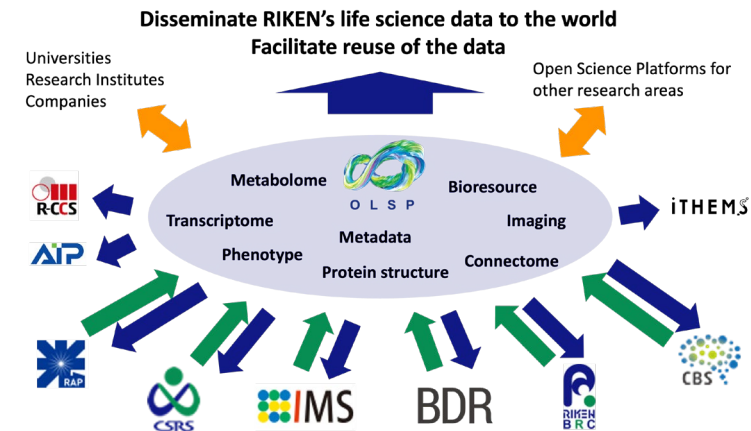 Disseminate RIKEN’s life science data to the world
Facilitate reuse of the data
Universities
Research Institutes
Companies
Open Science Platforms for
other research areas
OLSP
Metabolome
Bioresource
Transcriptome
Imaging
Metadata
Phenotype
Connectome
Protein structure
R-CCS
AIP
iTHEMS
RAP
CSRS
IMS
BDR
RIKEN
BRC
CBS